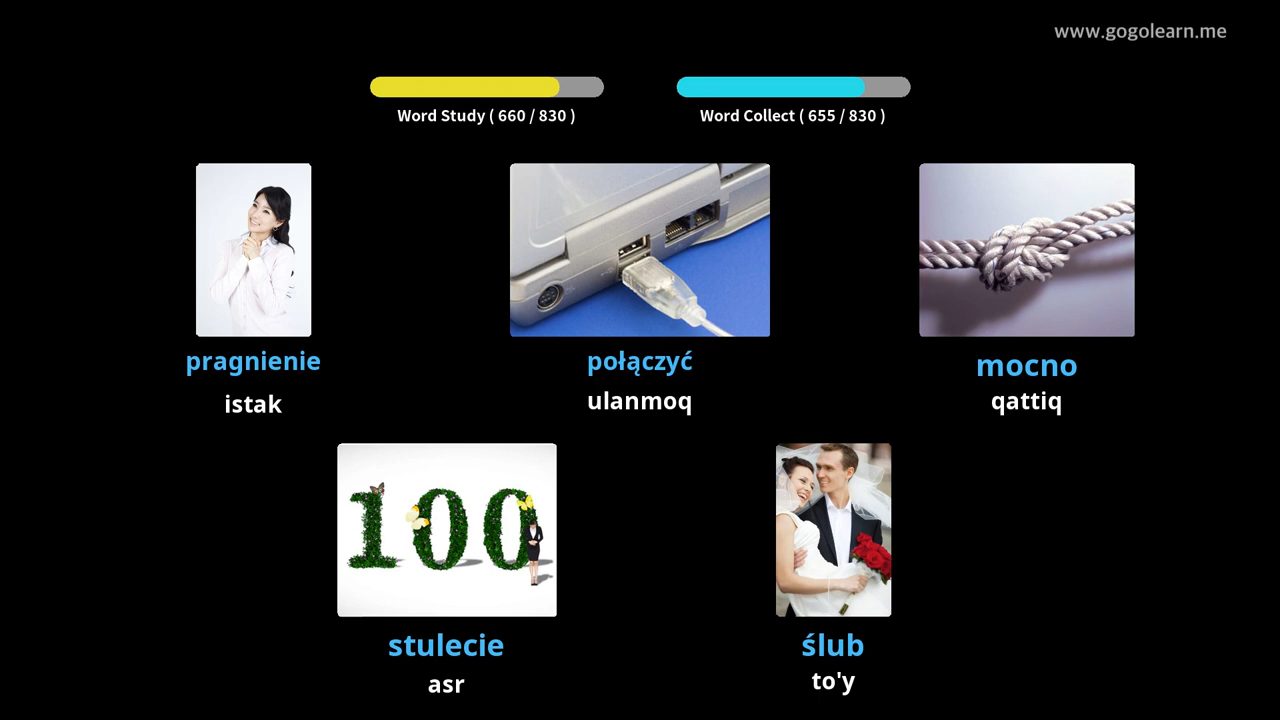 www.gogolearn.me
Word Study ( 660 / 830 )
Word Collect ( 655 / 830 )
pragnienie
istak
połączyć
ulanmoq
mocno
qattiq
100
stulecie
asr
ślub
to'y